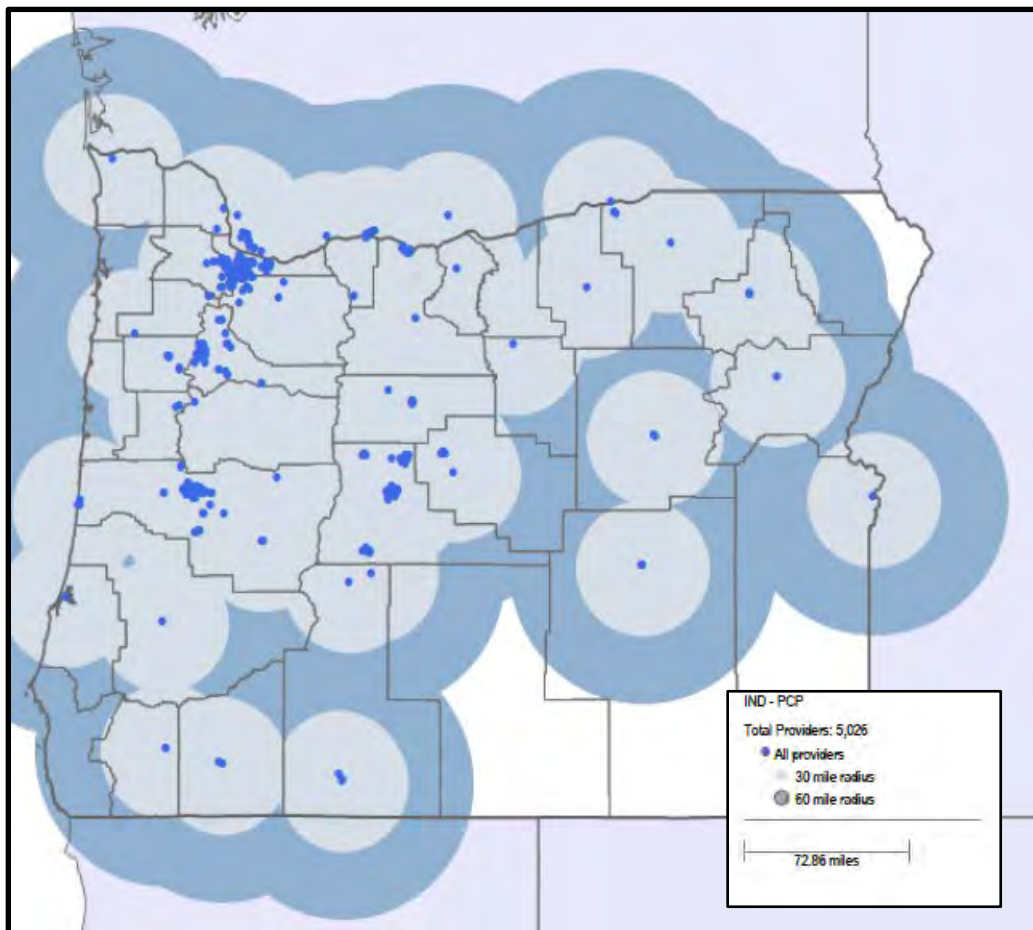 IND - PCP
Total Providers: 5,026
All providers
30 mile radius
60 mile radius
72.86 miles